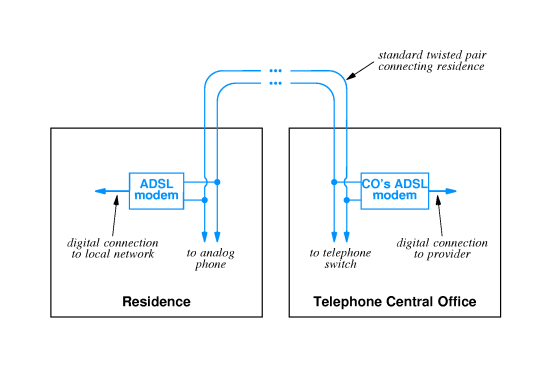 standard twisted pair
connecting residence
ADSL
modem
CO's ADSL
modem
digital connection
to local network
to analog
phone
to telephone
switch
digital connection
to provider
Residence
Telephone Central Office